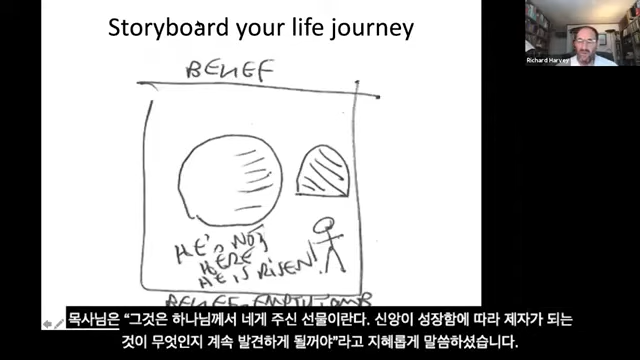 Storyboard your life journey
Richard Harvey
BELIEF
HE'S NOT
HERE
HE IS RISEN!
BELIEF - EMPTY TOMB
목사님은 “그것은 하나님께서 네게 주신 선물이란다. 신앙이 성장함에 따라 제자가 되는
것이 무엇인지 계속 발견하게 될꺼야”라고 지혜롭게 말씀하셨습니다.